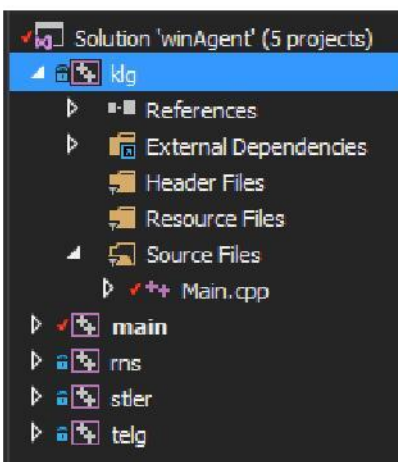 Solution 'winAgent' (5 projects)
klg
References
External Dependencies
Header Files
Resource Files
Source Files
Main.cpp
main
rns
stler
telg